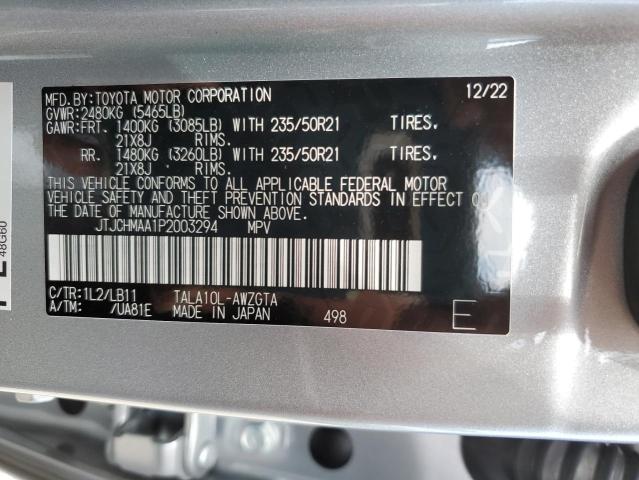 MFD.BY:TOYOTA MOTOR CORPORATION 12/22
GVWR:2480KG (5465LB)
GAWR:FRT. 1400KG (3085LB) WITH 235/50R21 TIRES.
21X8J RIMS.
RR. 1480KG (3260LB) WITH 235/50R21 TIRES.
21X8J RIMS.
THIS VEHICLE CONFORMS TO ALL APPLICABLE FEDERAL MOTOR
VEHICLE SAFETY AND THEFT PREVENTION STANDARDS IN EFFECT ON
THE DATE OF MANUFACTURE SHOWN ABOVE.
JTJCHMAA1P2003294 MPV
C/TR:1L2/LB11 TALA10L-AWZGTA
A/TM: /UA81E MADE IN JAPAN 498 E
48G60